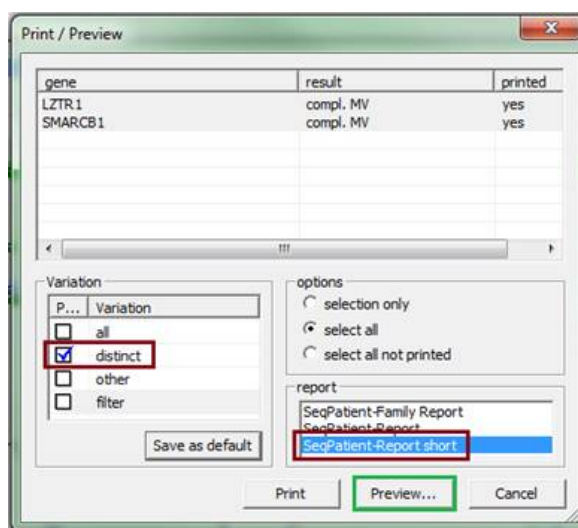 Print / Preview
X
gene result printed
LZTR1 compl. MV yes
SMARCB1 compl. MV yes
Variation
P... Variation
all
distinct
other
filter
Save as default
options
selection only
select all
select all not printed
report
SeqPatient-Family Report
SeqPatient-Report
SeqPatient-Report short
Print Preview... Cancel